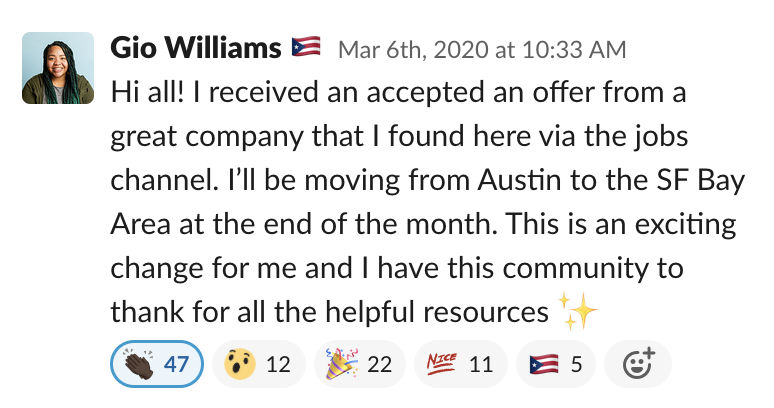 Gio Williams 🇵🇷 Mar 6th, 2020 at 10:33 AM
Hi all! I received an accepted an offer from a
great company that I found here via the jobs
channel. I’ll be moving from Austin to the SF Bay
Area at the end of the month. This is an exciting
change for me and I have this community to
thank for all the helpful resources ✨
👏🏿 47 😯 12 🎉 22 NICE 11 🇵🇷 5